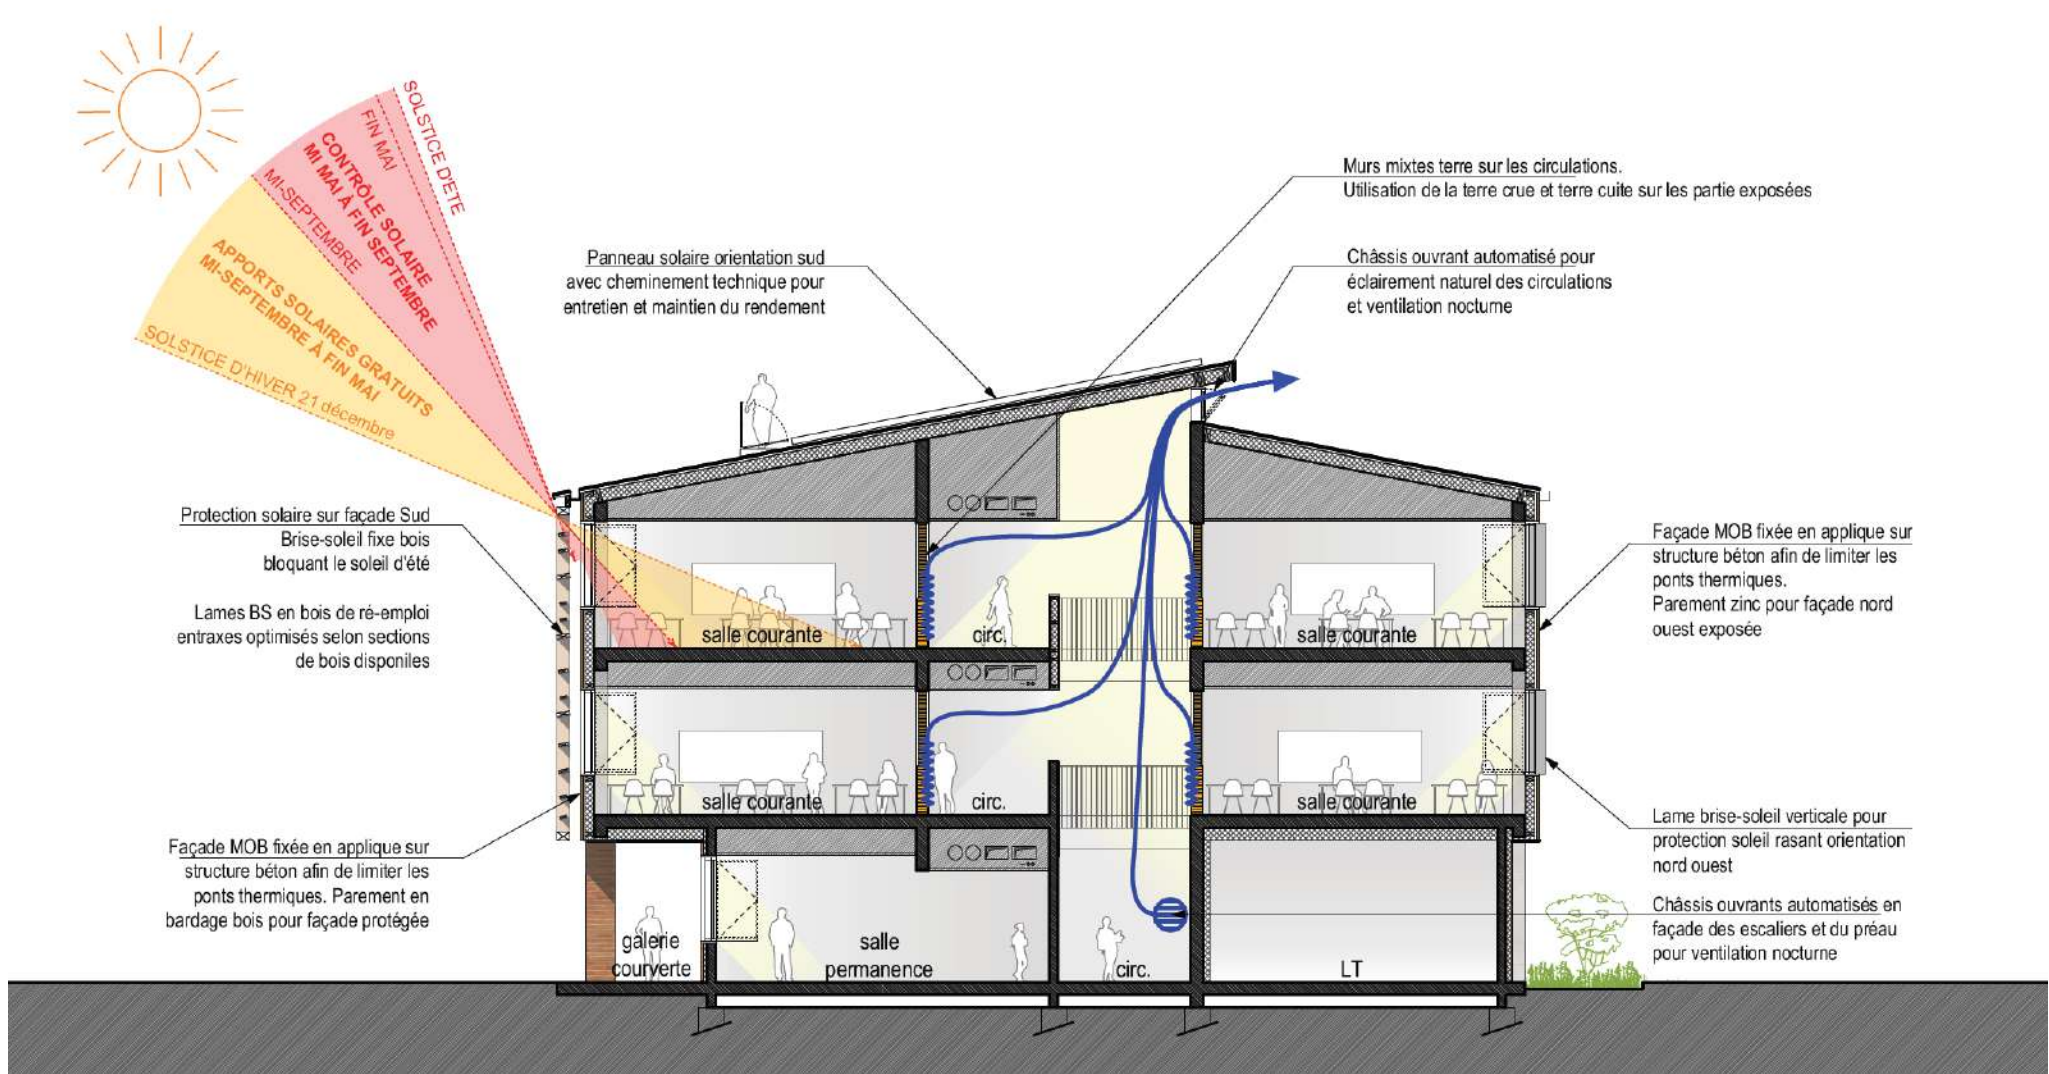 SOLSTICE D'ETE
FIN MAI
CONTRÔLE SOLAIRE
MI MAI À FIN SEPTEMBRE
MI-SEPTEMBRE
APPORTS SOLAIRES GRATUITS
MI-SEPTEMBRE À FIN MAI
SOLSTICE D'HIVER 21 décembre
Murs mixtes terre sur les circulations.
Utilisation de la terre crue et terre cuite sur les partie exposées
Panneau solaire orientation sud
avec cheminement technique pour
entretien et maintien du rendement
Châssis ouvrant automatisé pour
éclairement naturel des circulations
et ventilation nocturne
Protection solaire sur façade Sud
Brise-soleil fixe bois
bloquant le soleil d'été
Lames BS en bois de ré-emploi
entraxes optimisés selon sections
de bois disponiles
Façade MOB fixée en applique sur
structure béton afin de limiter les
ponts thermiques.
Parement zinc pour façade nord
ouest exposée
salle courante
circ.
salle courante
salle courante
circ.
salle courante
Façade MOB fixée en applique sur
structure béton afin de limiter les
ponts thermiques. Parement en
bardage bois pour façade protégée
Lame brise-soleil verticale pour
protection soleil rasant orientation
nord ouest
Châssis ouvrants automatisés en
façade des escaliers et du préau
pour ventilation nocturne
galerie
courverte
salle
permanence
circ.
LT